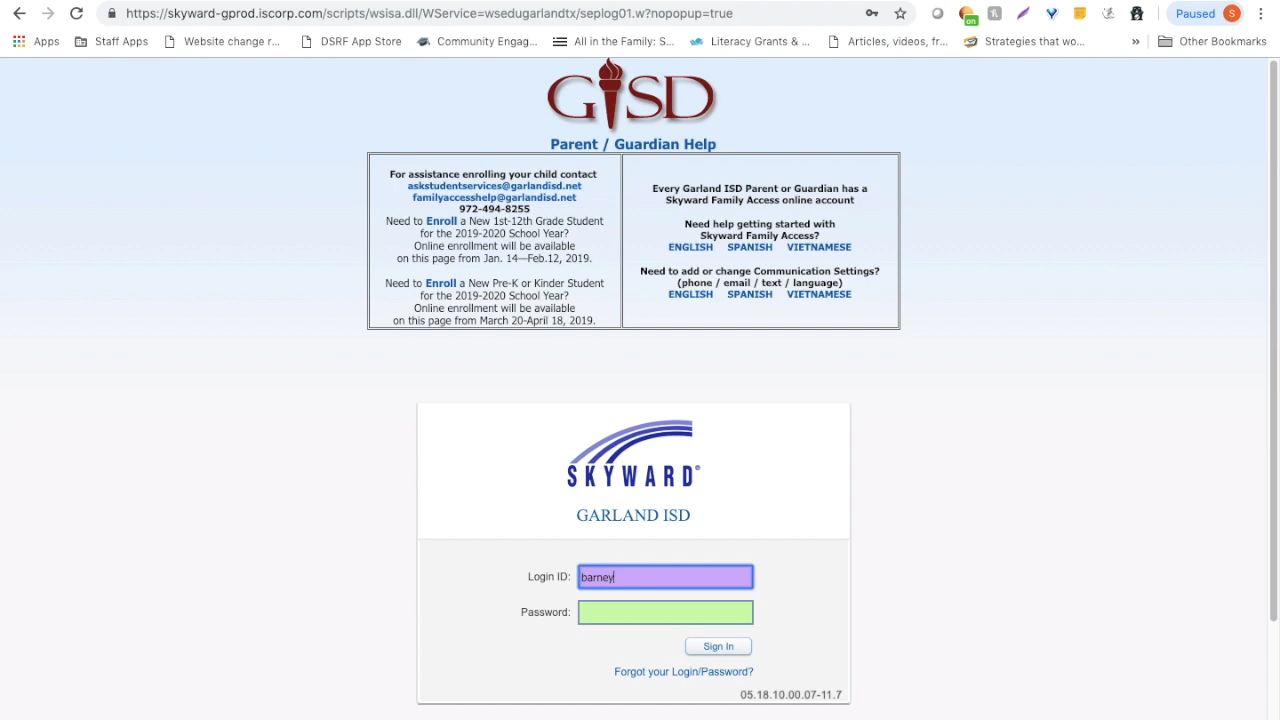 https://skyward-gprod.iscorp.com/scripts/wsisa.dll/WService=wsedugarlandtx/seplog01.w?nopopup=true
on
Paused
S
Apps
Staff Apps
Website change r...
DSRF App Store
Community Engag...
All in the Family: S...
Literacy Grants & ...
Articles, videos, fr...
Strategies that wo...
»
Other Bookmarks
GISD
Parent / Guardian Help
For assistance enrolling your child contact
askstudentservices@garlandisd.net
familyaccesshelp@garlandisd.net
972-494-8255
Need to Enroll a New 1st-12th Grade Student
for the 2019-2020 School Year?
Online enrollment will be available
on this page from Jan. 14—Feb.12, 2019.
Need to Enroll a New Pre-K or Kinder Student
for the 2019-2020 School Year?
Online enrollment will be available
on this page from March 20-April 18, 2019.
Every Garland ISD Parent or Guardian has a
Skyward Family Access online account
Need help getting started with
Skyward Family Access?
ENGLISH SPANISH VIETNAMESE
Need to add or change Communication Settings?
(phone / email / text / language)
ENGLISH SPANISH VIETNAMESE
SKYWARD®
GARLAND ISD
Login ID: barney
Password:
Sign In
Forgot your Login/Password?
05.18.10.00.07-11.7